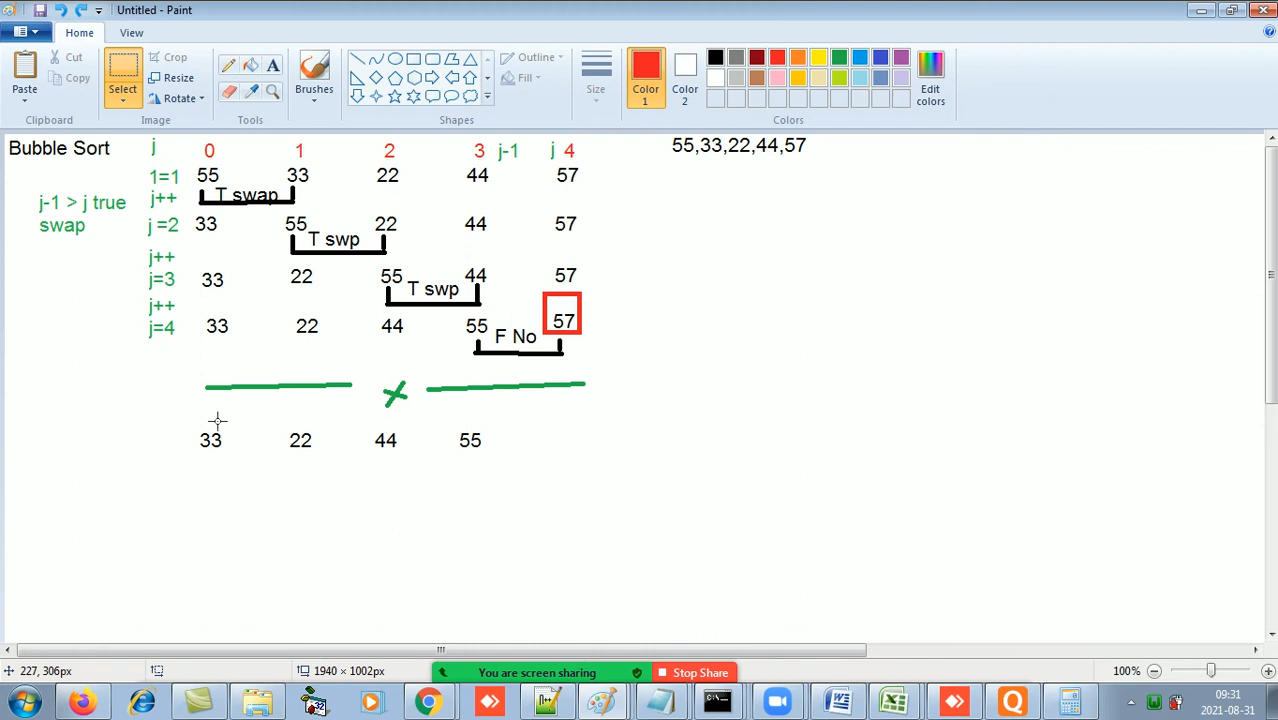 Untitled - Paint
Home View
Paste
Cut
Copy
Clipboard
Select
Crop
Resize
Rotate
Image
A
Tools
Brushes
Shapes
Outline
Fill
Size
Color 1
Color 2
Edit colors
Colors
Bubble Sort j 0 1 2 3 j-1 j 4 55,33,22,44,57
1=1 55 33 22 44 57
j++ T swap
j-1 > j true
swap
j =2 33 55 22 44 57
T swp
j++
j=3 33 22 55 44 57
T swp
j++
j=4 33 22 44 55 57
F No
33 22 44 55
227, 306px 1940 × 1002px You are screen sharing Stop Share 100%
32
09:31
2021-08-31